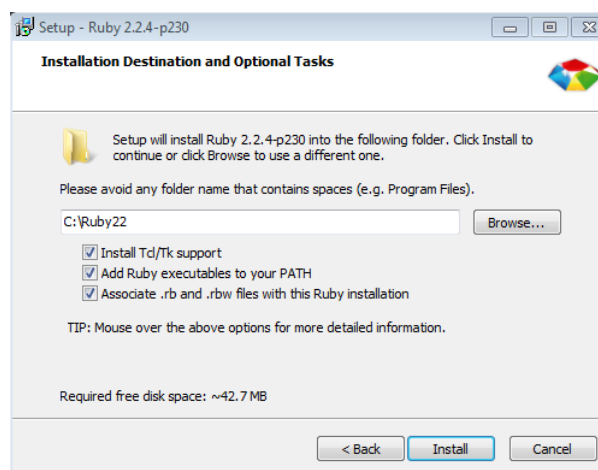 Setup - Ruby 2.2.4-p230
Installation Destination and Optional Tasks
Setup will install Ruby 2.2.4-p230 into the following folder. Click Install to
continue or click Browse to use a different one.
Please avoid any folder name that contains spaces (e.g. Program Files).
C:\Ruby22
Browse...
Install Tcl/Tk support
Add Ruby executables to your PATH
Associate .rb and .rbw files with this Ruby installation
TIP: Mouse over the above options for more detailed information.
Required free disk space: ~42.7 MB
< Back Install Cancel